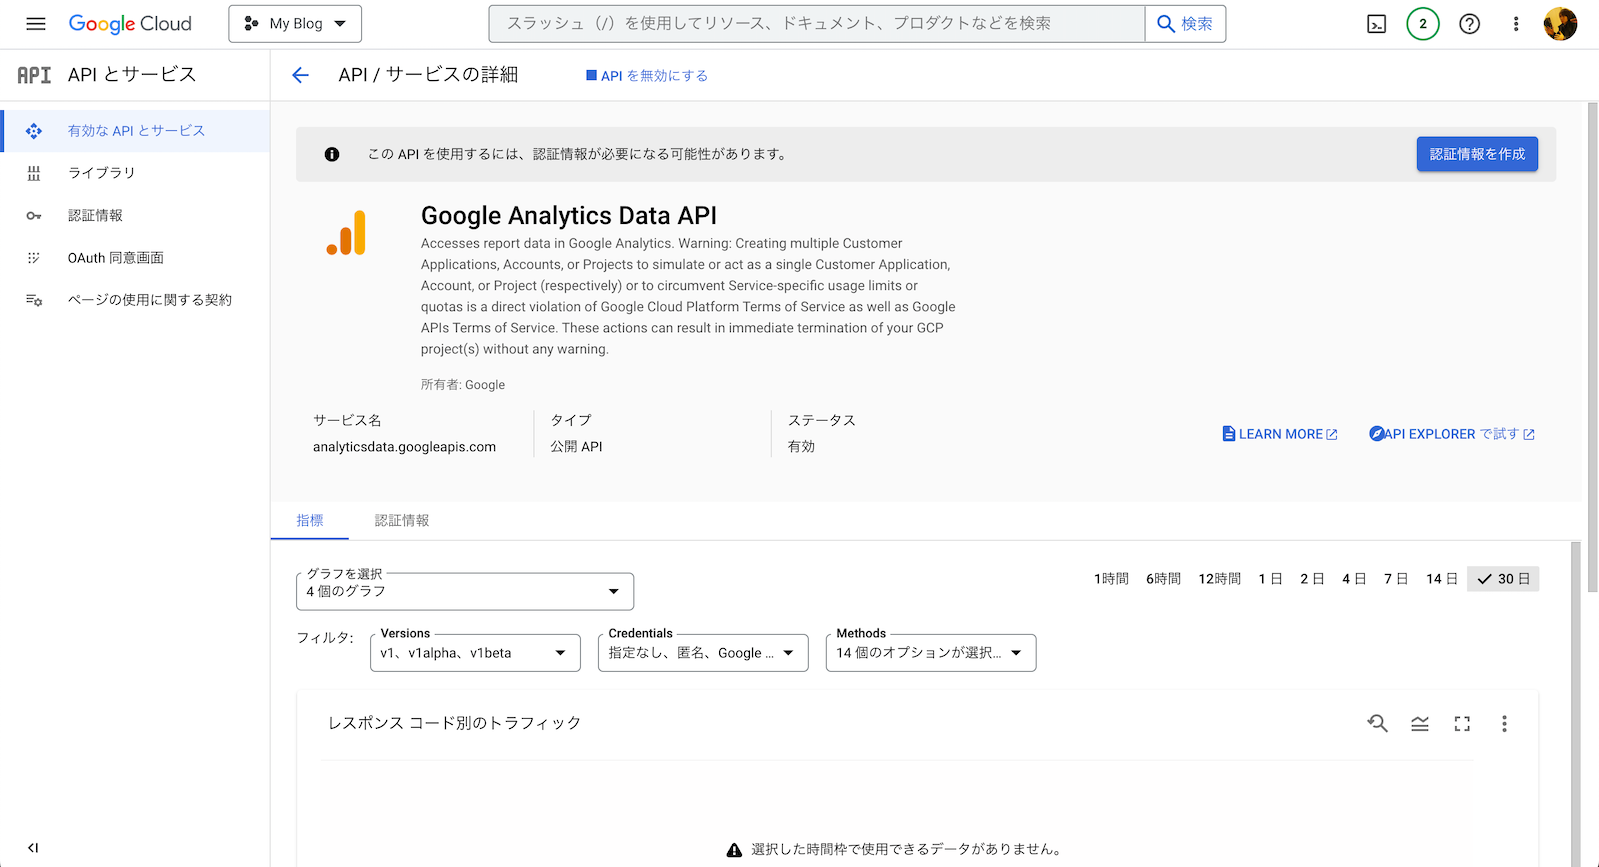 Google Cloud
My Blog
スラッシュ（/）を使用してリソース、ドキュメント、プロダクトなどを検索
検索
2
API
API とサービス
API / サービスの詳細
API を無効にする
有効な API とサービス
ライブラリ
認証情報
OAuth 同意画面
ページの使用に関する契約
この API を使用するには、認証情報が必要になる可能性があります。
認証情報を作成
Google Analytics Data API
Accesses report data in Google Analytics. Warning: Creating multiple Customer
Applications, Accounts, or Projects to simulate or act as a single Customer Application,
Account, or Project (respectively) or to circumvent Service-specific usage limits or
quotas is a direct violation of Google Cloud Platform Terms of Service as well as Google
APIs Terms of Service. These actions can result in immediate termination of your GCP
project(s) without any warning.
所有者: Google
サービス名
analyticsdata.googleapis.com
タイプ
公開 API
ステータス
有効
LEARN MORE
API EXPLORER で試す
指標
認証情報
グラフを選択
4 個のグラフ
1時間 6時間 12時間 1 日 2 日 4 日 7 日 14 日 30 日
フィルタ:
Versions
v1、v1alpha、v1beta
Credentials
指定なし、匿名、Google ...
Methods
14 個のオプションが選択...
レスポンス コード別のトラフィック
選択した時間枠で使用できるデータがありません。